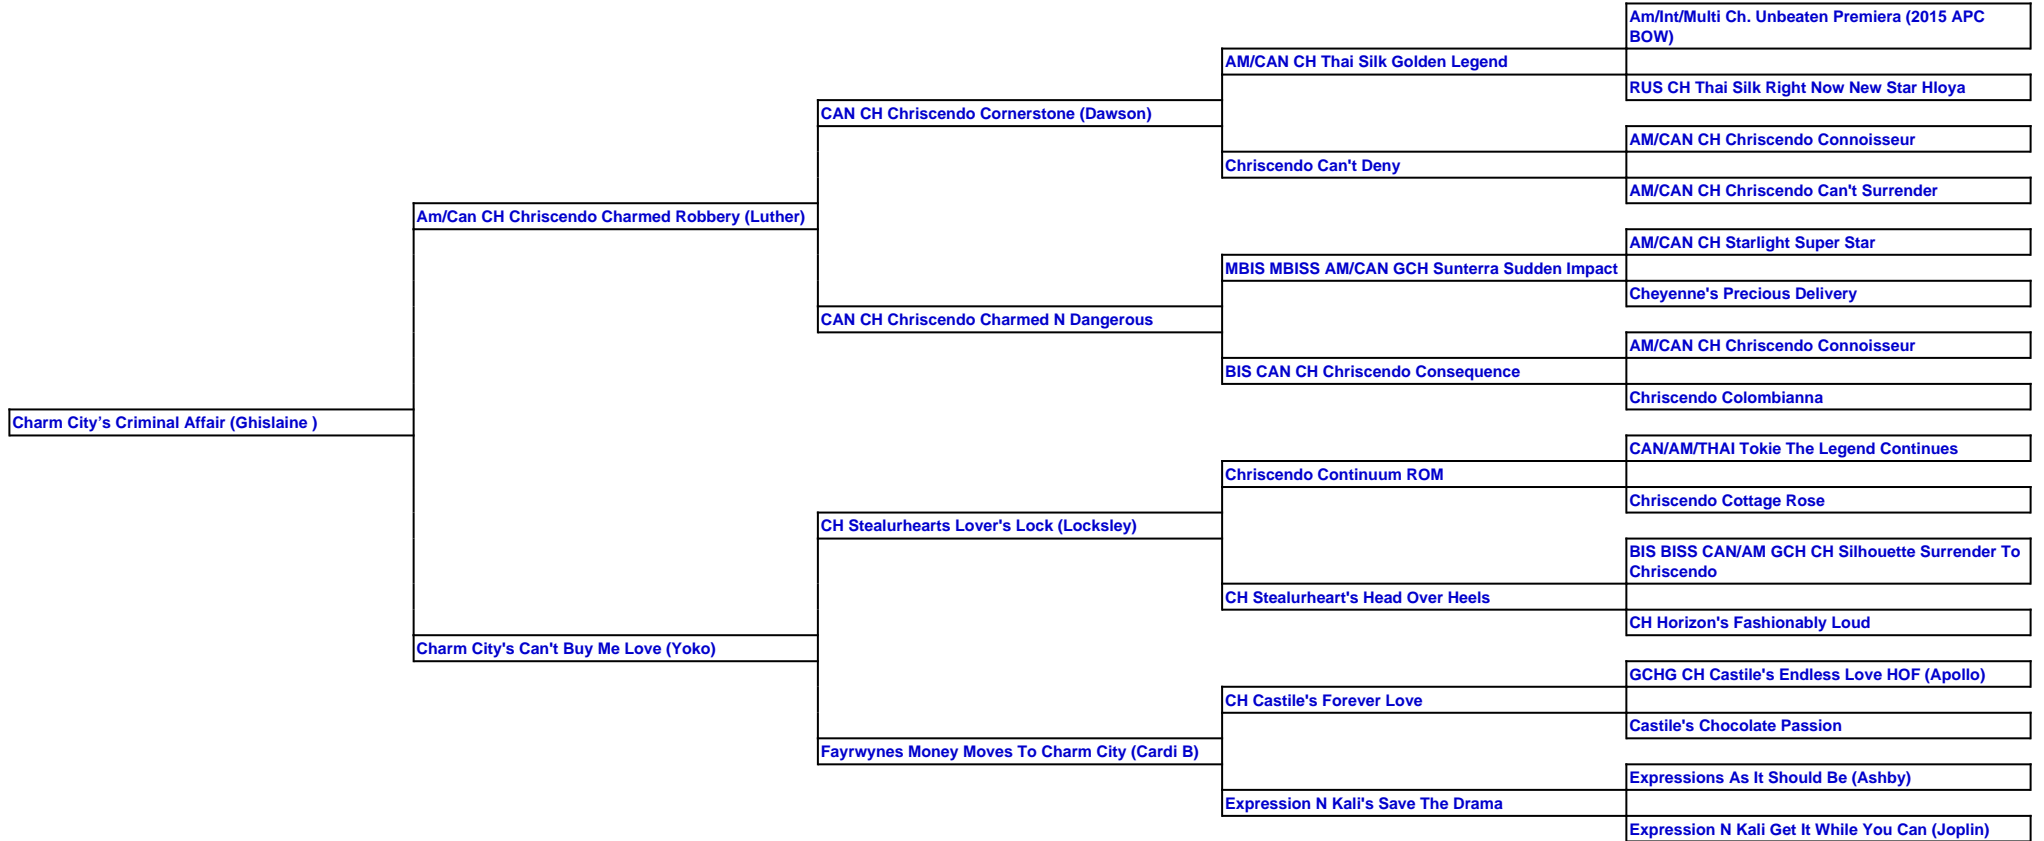 Am/Int/Multi Ch. Unbeaten Premiera (2015 APC
BOW)
AM/CAN CH Thai Silk Golden Legend
RUS CH Thai Silk Right Now New Star Hloya
CAN CH Chriscendo Cornerstone (Dawson)
AM/CAN CH Chriscendo Connoisseur
Chriscendo Can't Deny
AM/CAN CH Chriscendo Can't Surrender
Am/Can CH Chriscendo Charmed Robbery (Luther)
AM/CAN CH Starlight Super Star
MBIS MBISS AM/CAN GCH Sunterra Sudden Impact
Cheyenne's Precious Delivery
CAN CH Chriscendo Charmed N Dangerous
AM/CAN CH Chriscendo Connoisseur
BIS CAN CH Chriscendo Consequence
Chriscendo Colombianna
Charm City’s Criminal Affair (Ghislaine )
CAN/AM/THAI Tokie The Legend Continues
Chriscendo Continuum ROM
Chriscendo Cottage Rose
CH Stealurhearts Lover's Lock (Locksley)
BIS BISS CAN/AM GCH CH Silhouette Surrender To
Chriscendo
CH Stealurheart's Head Over Heels
CH Horizon's Fashionably Loud
Charm City's Can't Buy Me Love (Yoko)
GCHG CH Castile's Endless Love HOF (Apollo)
CH Castile's Forever Love
Castile's Chocolate Passion
Fayrwynes Money Moves To Charm City (Cardi B)
Expressions As It Should Be (Ashby)
Expression N Kali's Save The Drama
Expression N Kali Get It While You Can (Joplin)